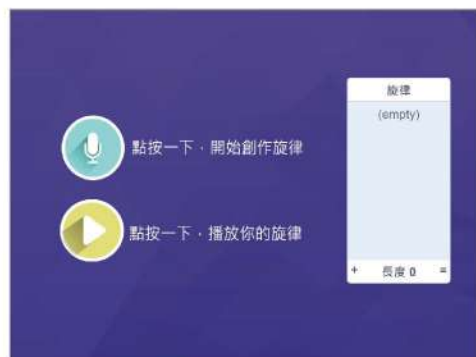 旋律
(empty)
點按一下，開始創作旋律
點按一下，播放你的旋律
+ 長度 0 =